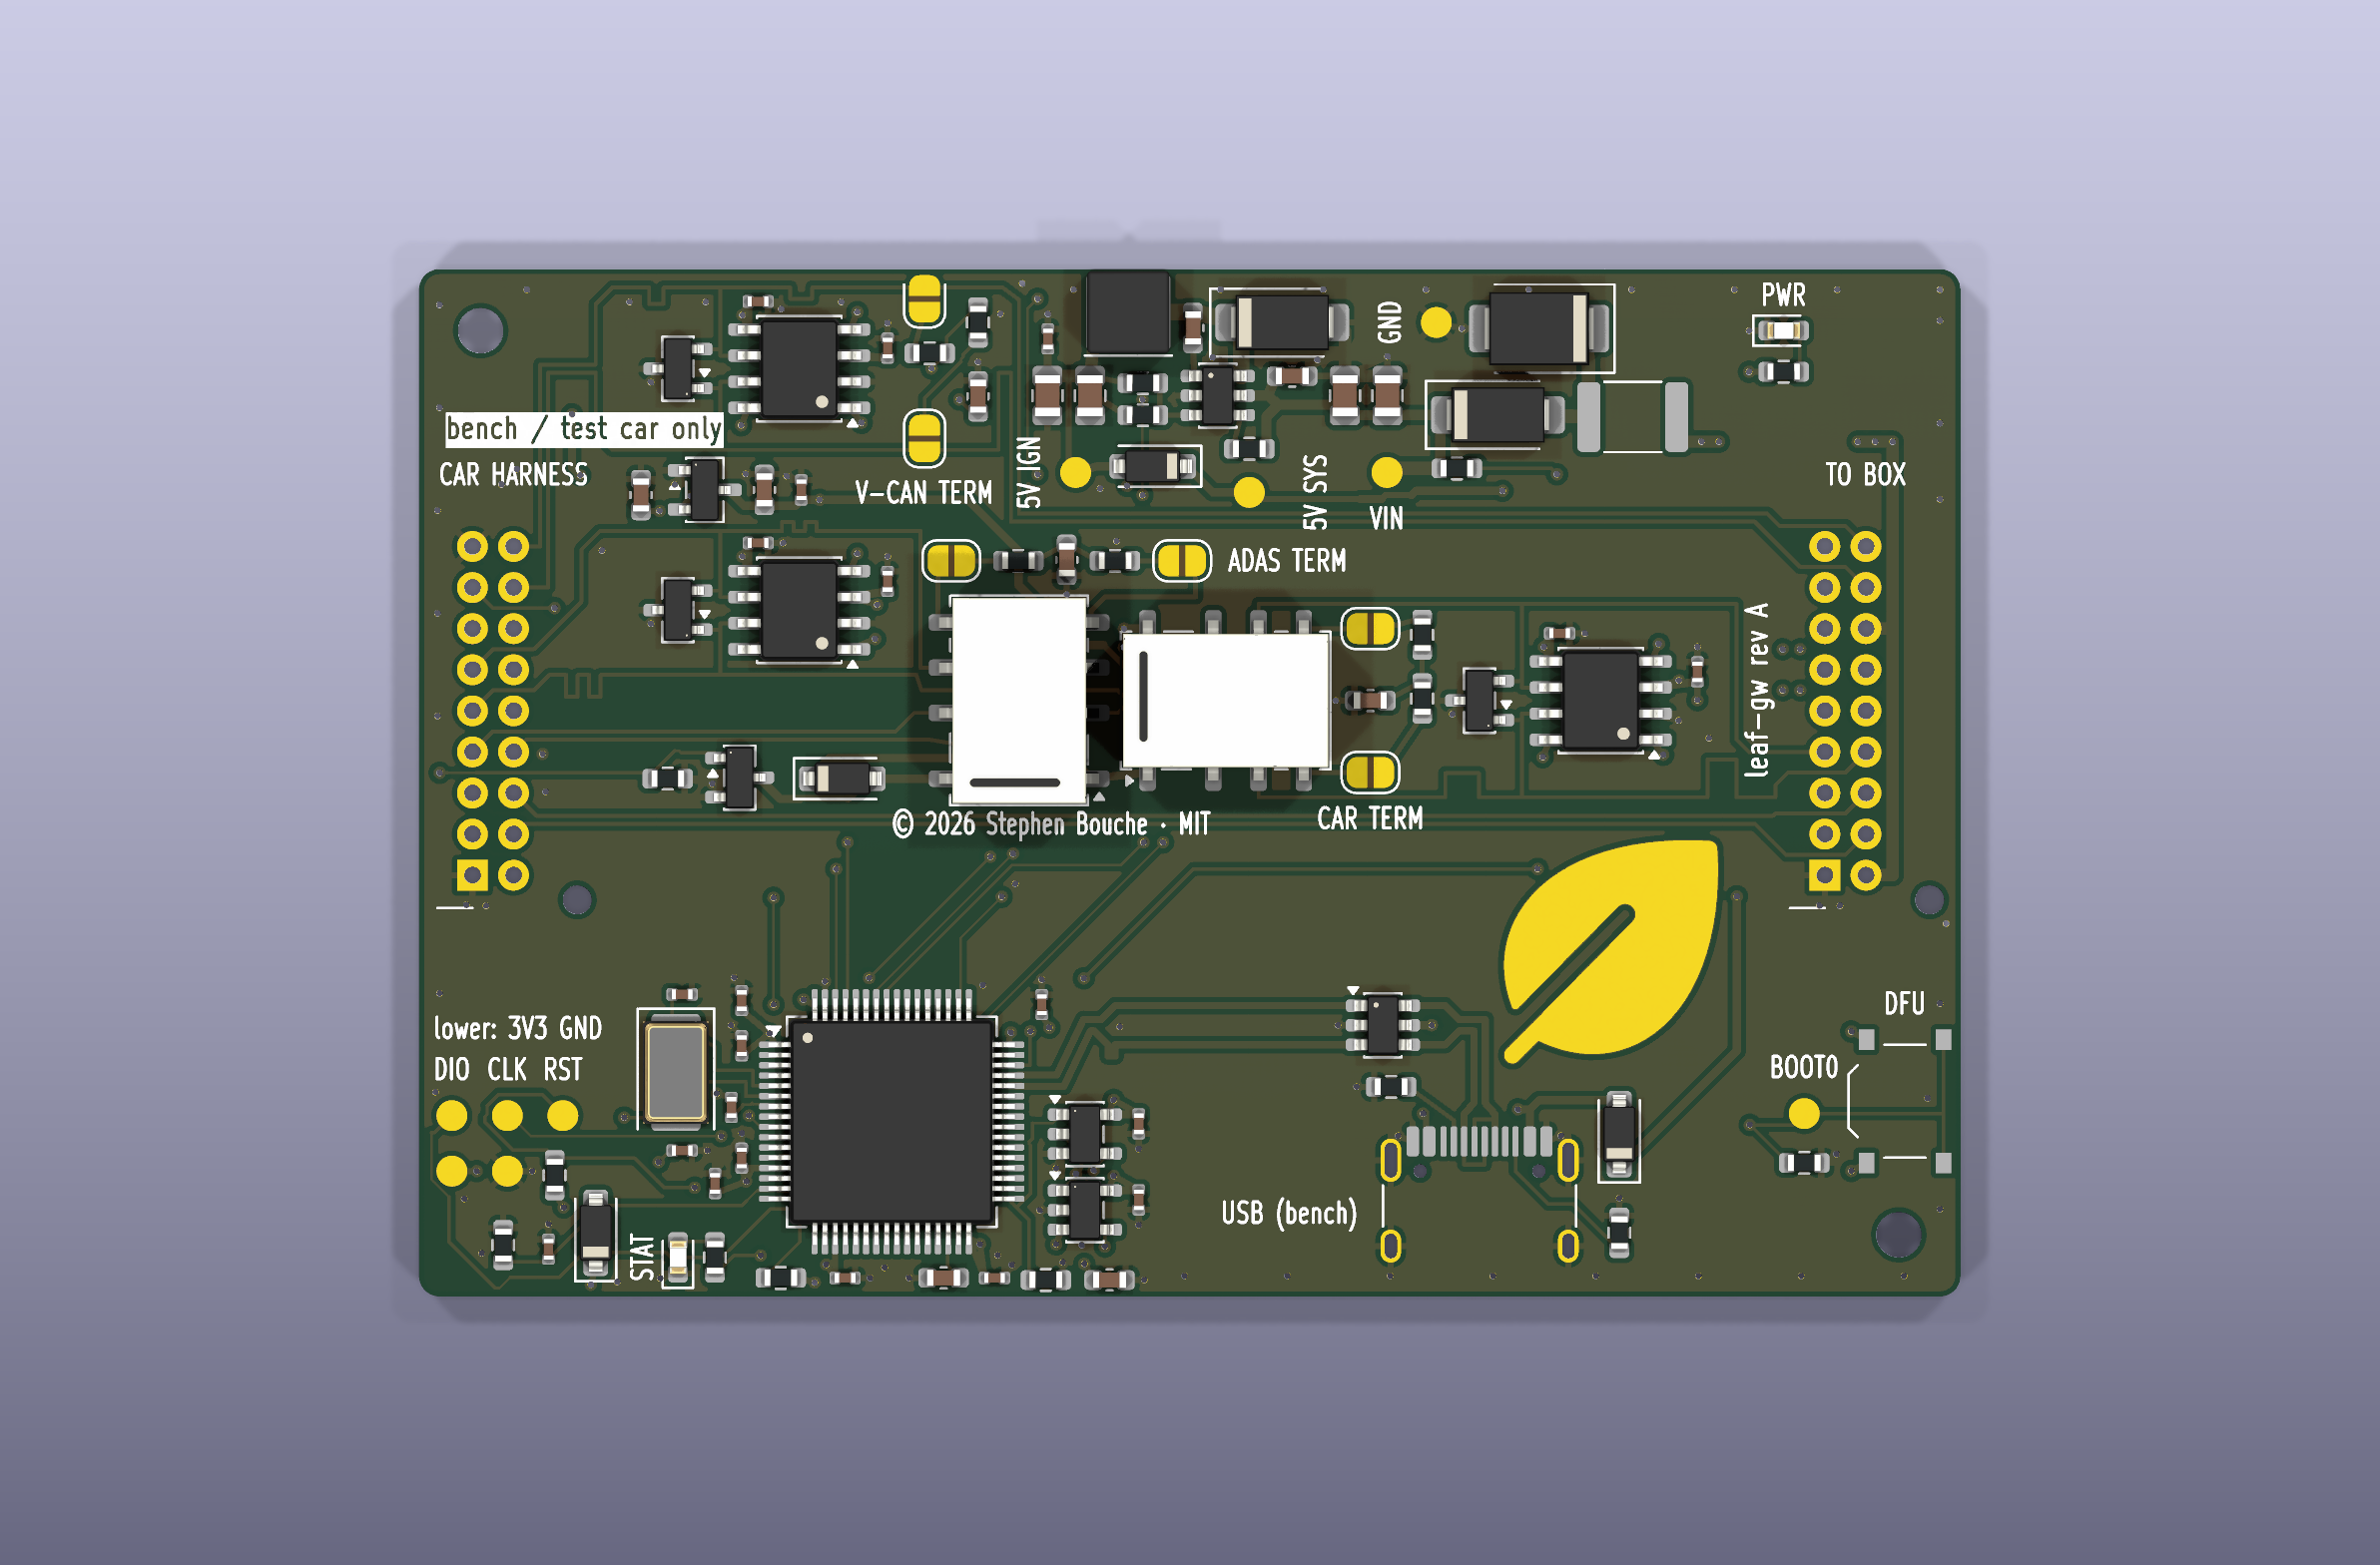 PWR
GND
bench / test car only
CAR HARNESS
V-CAN TERM
5V IGN
5V SYS
VIN
TO BOX
ADAS TERM
leaf-gw rev A
© 2026 Stephen Bouche · MIT
CAR TERM
lower: 3V3 GND
DIO CLK RST
DFU
BOOT0
USB (bench)
STAT